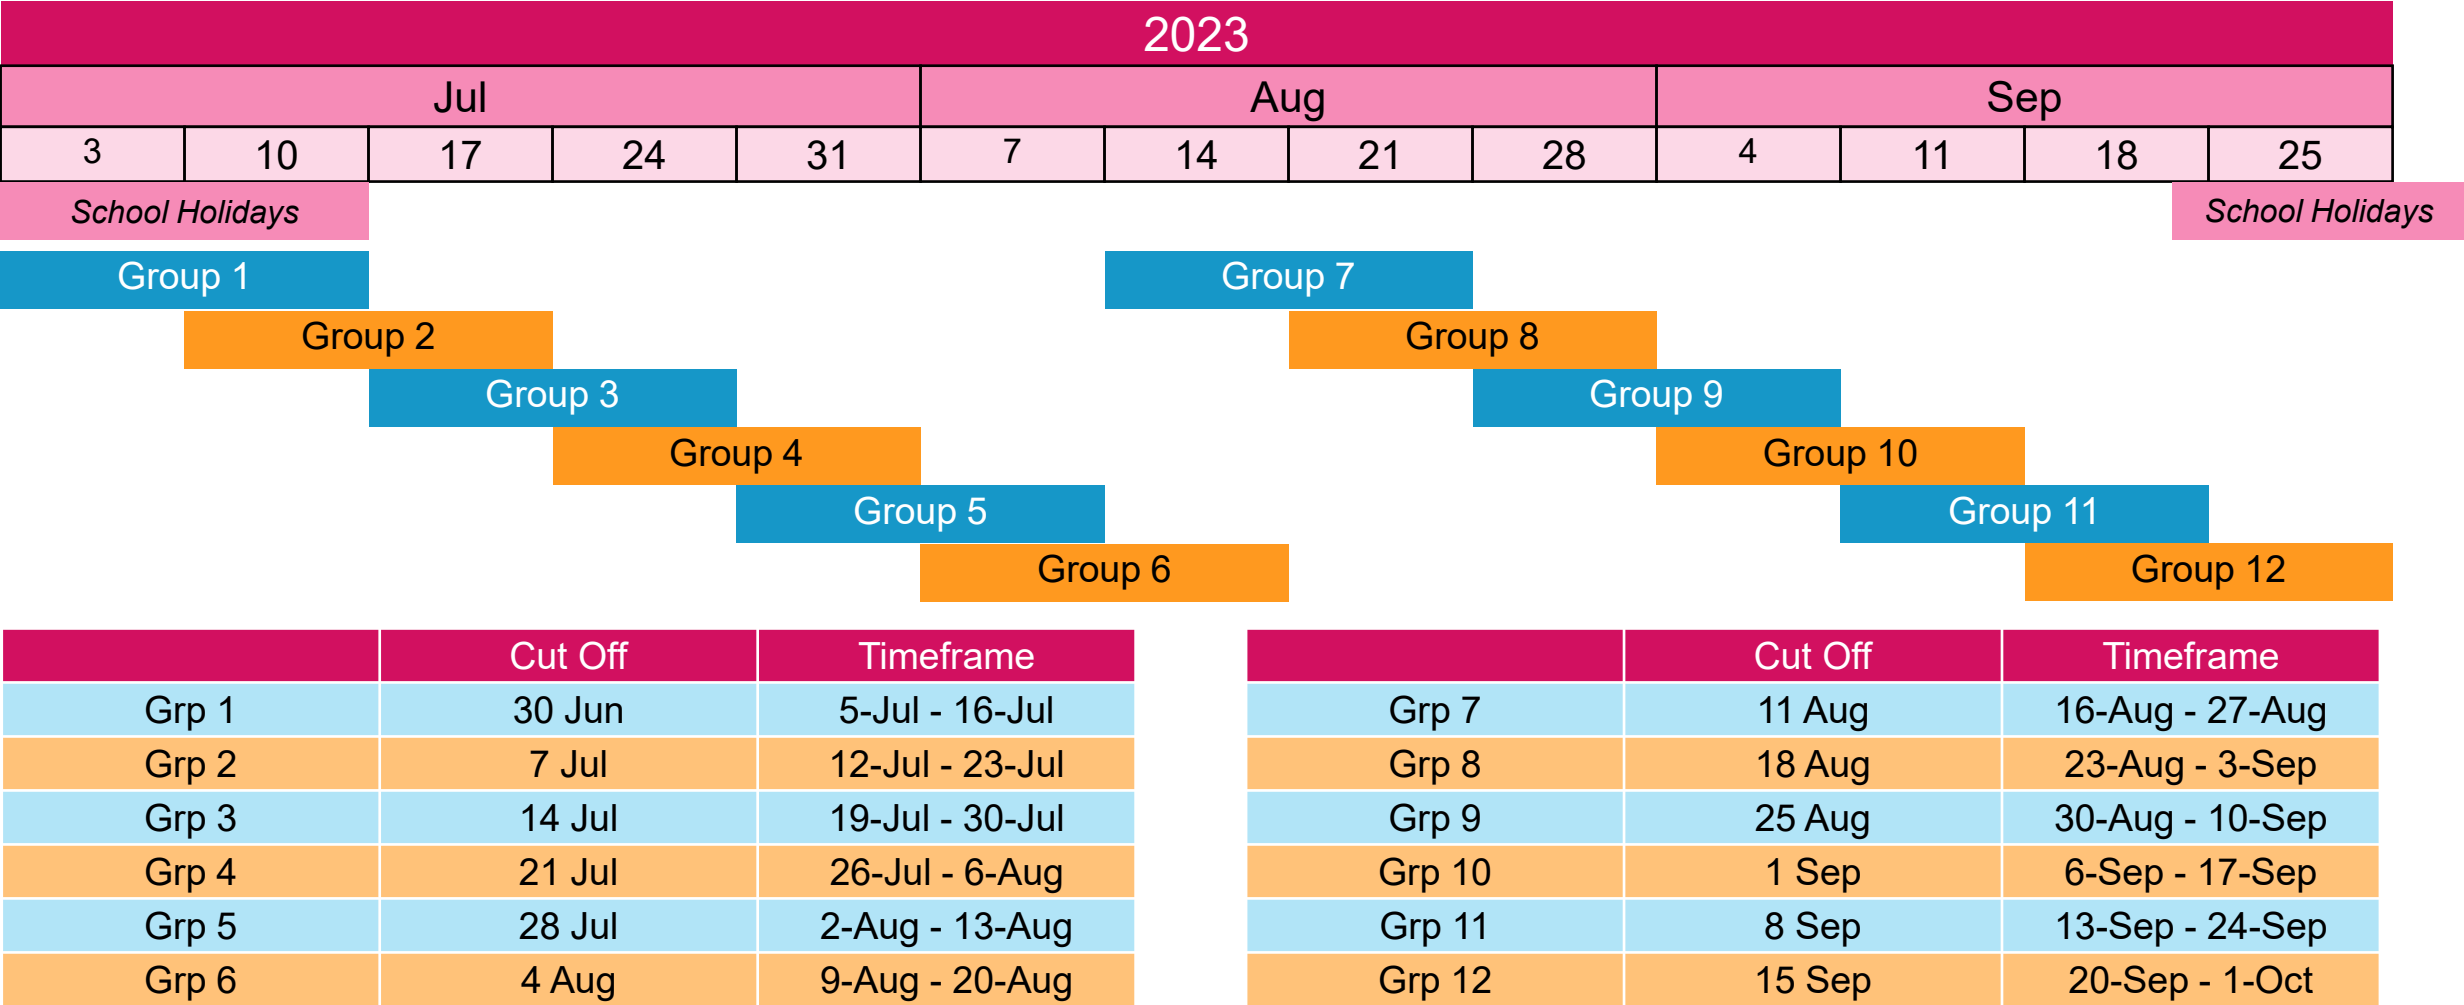 2023
Jul Aug Sep
3 10 17 24 31 7 14 21 28 4 11 18 25
School Holidays School Holidays
Group 1 Group 7
Group 2 Group 8
Group 3 Group 9
Group 4 Group 10
Group 5 Group 11
Group 6 Group 12
Cut Off Timeframe
Grp 1 30 Jun 5-Jul - 16-Jul
Grp 2 7 Jul 12-Jul - 23-Jul
Grp 3 14 Jul 19-Jul - 30-Jul
Grp 4 21 Jul 26-Jul - 6-Aug
Grp 5 28 Jul 2-Aug - 13-Aug
Grp 6 4 Aug 9-Aug - 20-Aug
Cut Off Timeframe
Grp 7 11 Aug 16-Aug - 27-Aug
Grp 8 18 Aug 23-Aug - 3-Sep
Grp 9 25 Aug 30-Aug - 10-Sep
Grp 10 1 Sep 6-Sep - 17-Sep
Grp 11 8 Sep 13-Sep - 24-Sep
Grp 12 15 Sep 20-Sep - 1-Oct